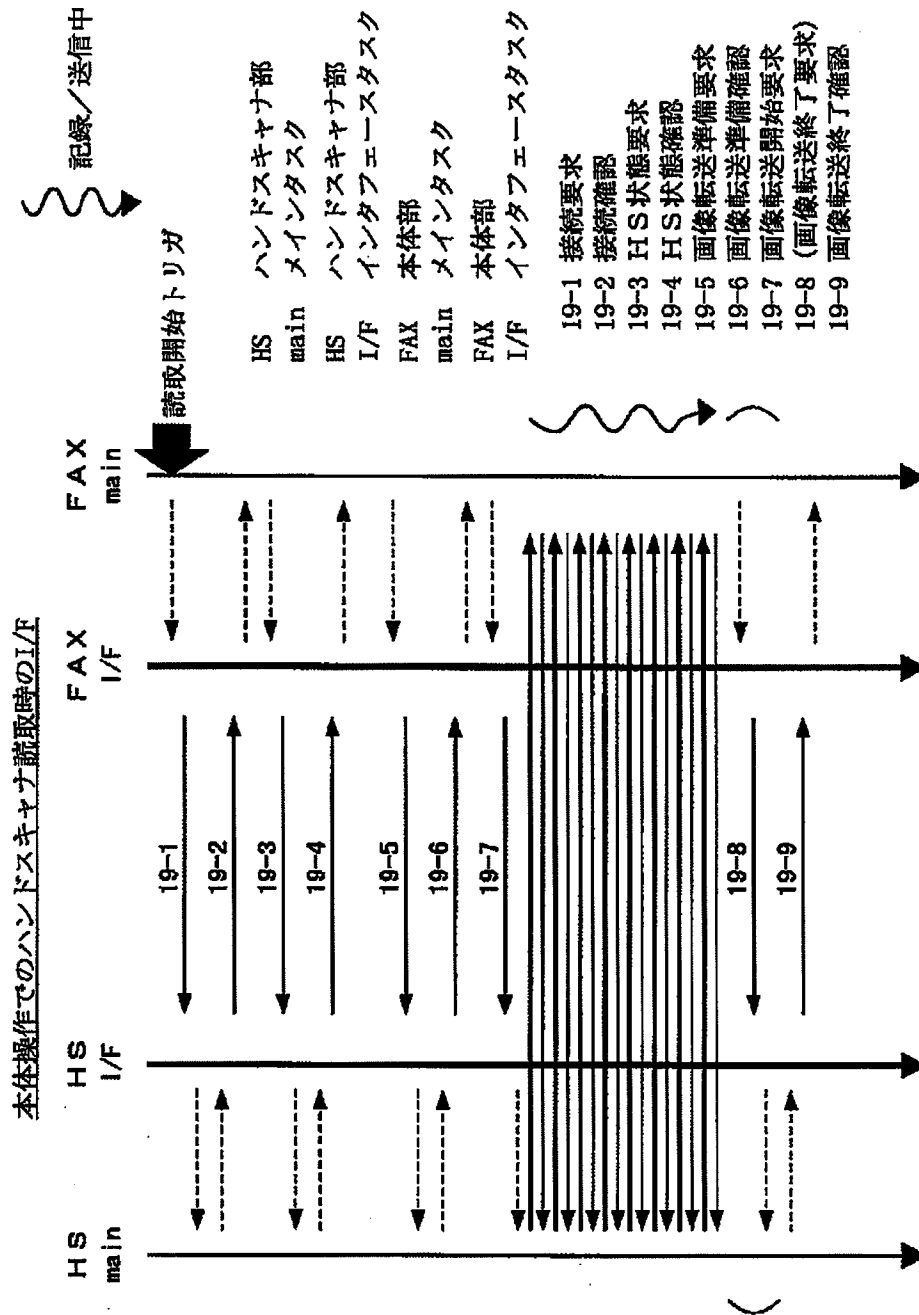 本体操作でのハンドスキャナ読取時のI/F
HS
main
HS
I/F
FAX
I/F
FAX
main
読取開始トリガ
記録/送信中
19-1
19-2
19-3
19-4
19-5
19-6
19-7
19-8
19-9
HS ハンドスキャナ部
main メインタスク
HS ハンドスキャナ部
I/F インタフェースタスク
FAX 本体部
main メインタスク
FAX 本体部
I/F インタフェースタスク
19-1 接続要求
19-2 接続確認
19-3 HS状態要求
19-4 HS状態確認
19-5 画像転送準備要求
19-6 画像転送準備確認
19-7 画像転送開始要求
19-8 (画像転送終了要求)
19-9 画像転送終了確認